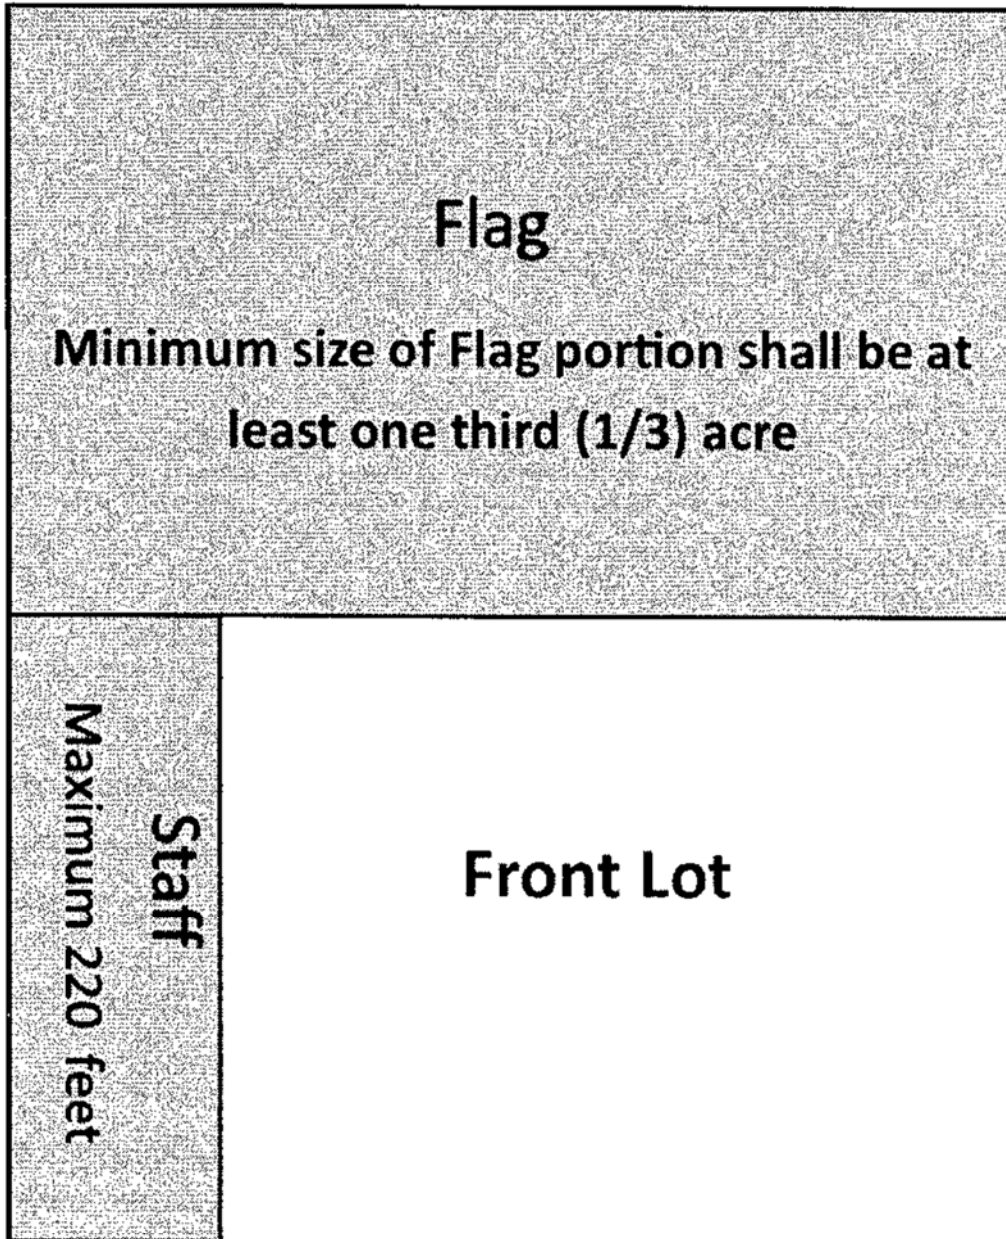 Flag
Minimum size of Flag portion shall be at
least one third (1/3) acre
Staff
Maximum 220 feet
Front Lot